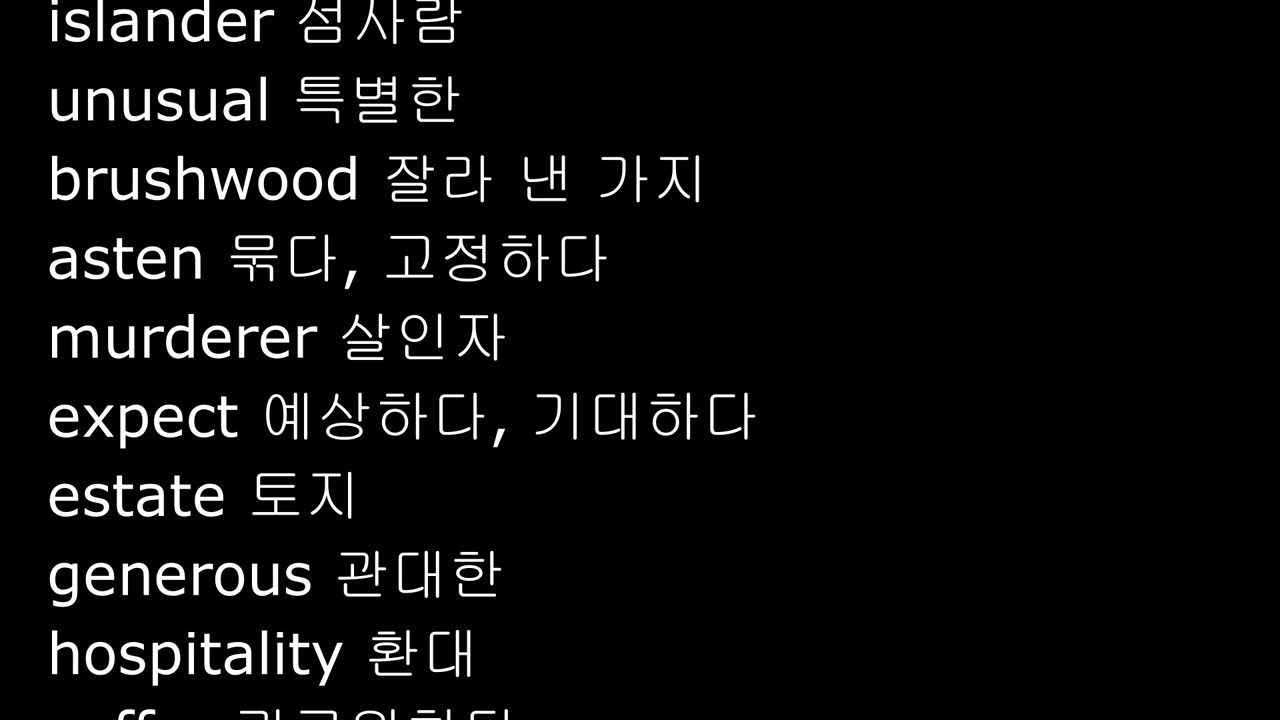 islander 섬사람
unusual 특별한
brushwood 잘라 낸 가지
asten 묶다, 고정하다
murderer 살인자
expect 예상하다, 기대하다
estate 토지
generous 관대한
hospitality 환대